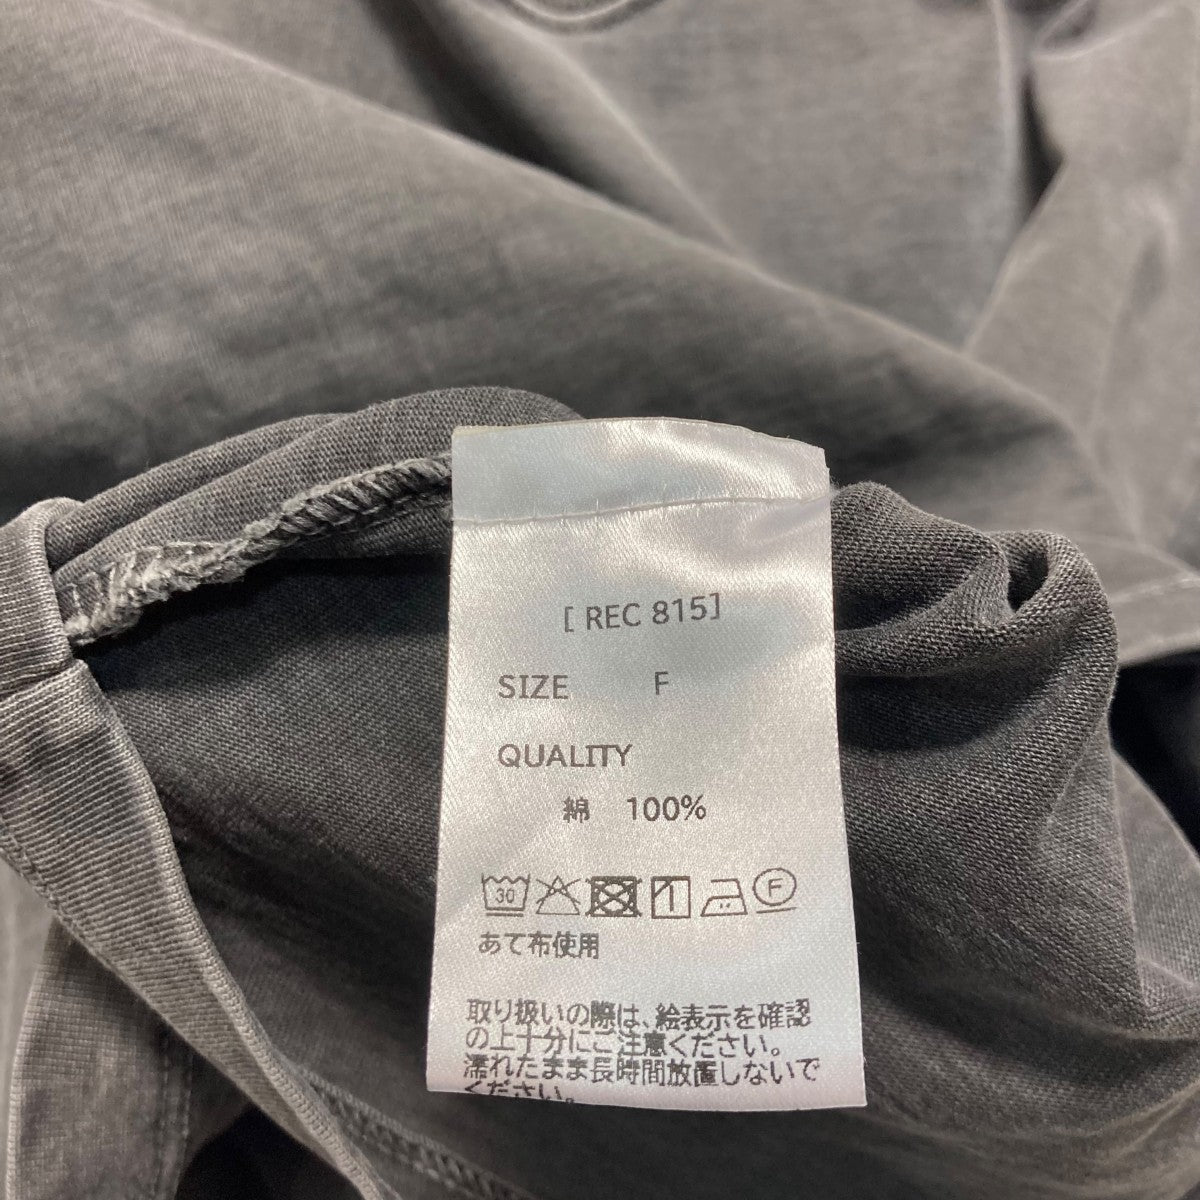 [ REC 815]
SIZE F
QUALITY
綿 100%
30 F
あて布使用
取り扱いの際は、絵表示を確認
の上十分にご注意ください。
濡れたまま長時間放置しないで
ください。